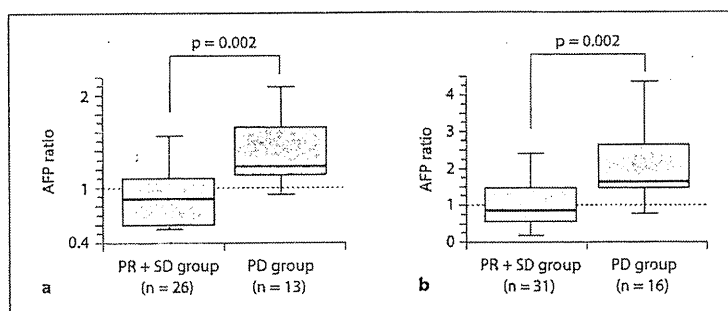 p = 0.002
2
1
0.4
AFP ratio
PR + SD group
(n = 26)
PD group
(n = 13)
a
p = 0.002
4
3
2
1
0
AFP ratio
PR + SD group
(n = 31)
PD group
(n = 16)
b